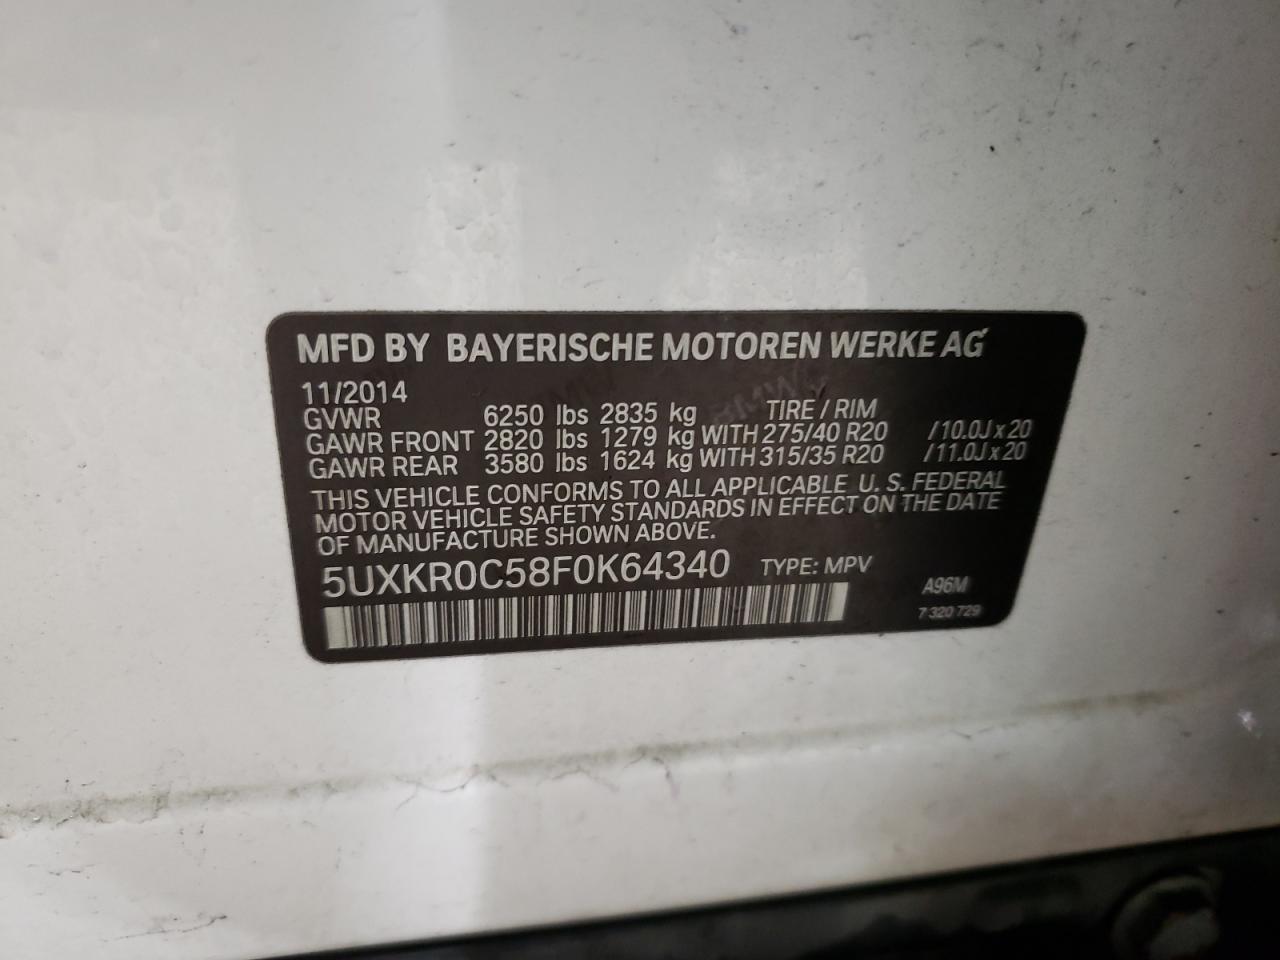 MFD BY BAYERISCHE MOTOREN WERKE AG
11/2014
GVWR 6250 lbs 2835 kg TIRE / RIM
GAWR FRONT 2820 lbs 1279 kg WITH 275/40 R20 /10.0J x 20
GAWR REAR 3580 lbs 1624 kg WITH 315/35 R20 /11.0J x 20
THIS VEHICLE CONFORMS TO ALL APPLICABLE U. S. FEDERAL
MOTOR VEHICLE SAFETY STANDARDS IN EFFECT ON THE DATE
OF MANUFACTURE SHOWN ABOVE.
5UXKR0C58F0K64340 TYPE: MPV
A96M
7 320 729